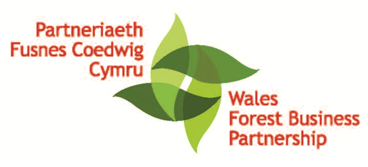 Partneriaeth
Fusnes Coedwig
Cymru
Wales
Forest Business
Partnership